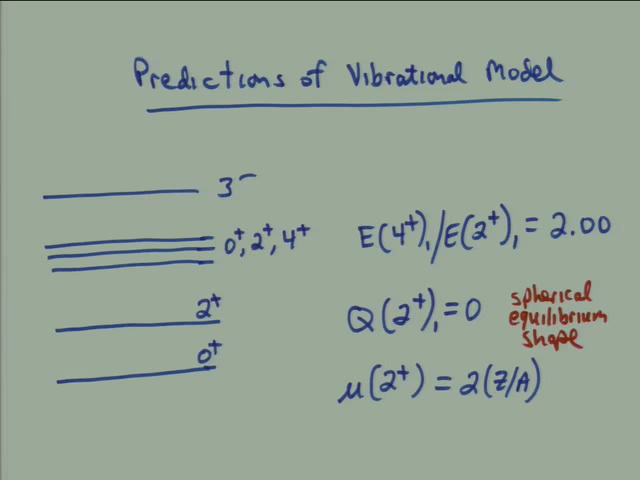 Predictions of Vibrational Model
3⁻
0⁺, 2⁺, 4⁺
E(4⁺)₁/E(2⁺)₁ = 2.00
2⁺
Q(2⁺)₁ = 0
spherical
equilibrium
shape
0⁺
μ(2⁺) = 2(Z/A)